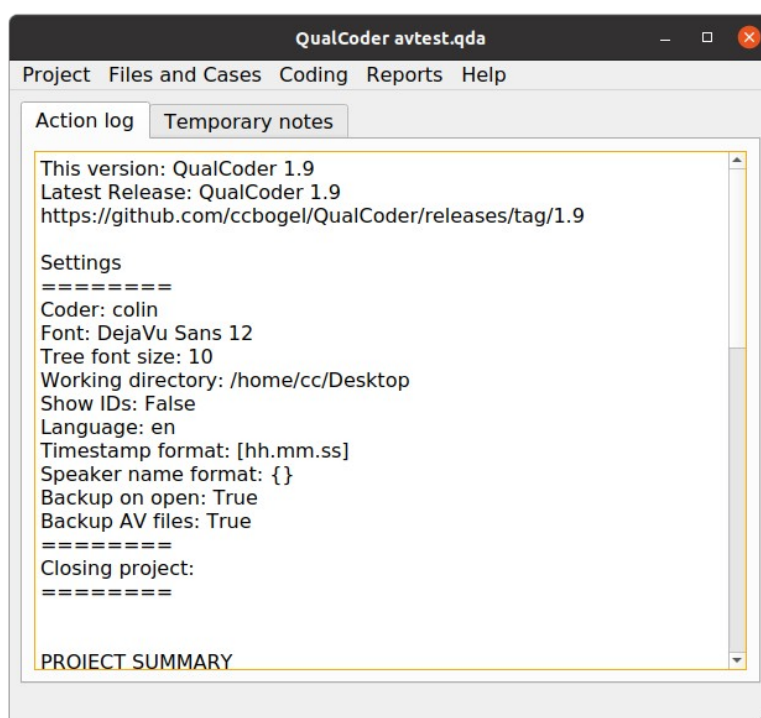 QualCoder avtest.qda
Project Files and Cases Coding Reports Help
Action log Temporary notes
This version: QualCoder 1.9
Latest Release: QualCoder 1.9
https://github.com/ccbogel/QualCoder/releases/tag/1.9
Settings
========
Coder: colin
Font: DejaVu Sans 12
Tree font size: 10
Working directory: /home/cc/Desktop
Show IDs: False
Language: en
Timestamp format: [hh.mm.ss]
Speaker name format: {}
Backup on open: True
Backup AV files: True
========
Closing project:
========
PROJECT SUMMARY